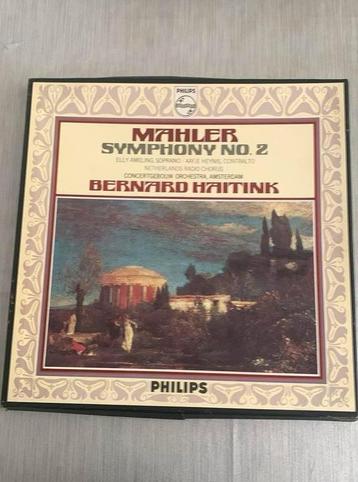 PHILIPS
MAHLER
SYMPHONY NO. 2
ELLY AMELING, SOPRANO · AAFJE HEYNIS, CONTRALTO
NETHERLANDS RADIO CHORUS
CONCERTGEBOUW ORCHESTRA, AMSTERDAM
BERNARD HAITINK
PHILIPS